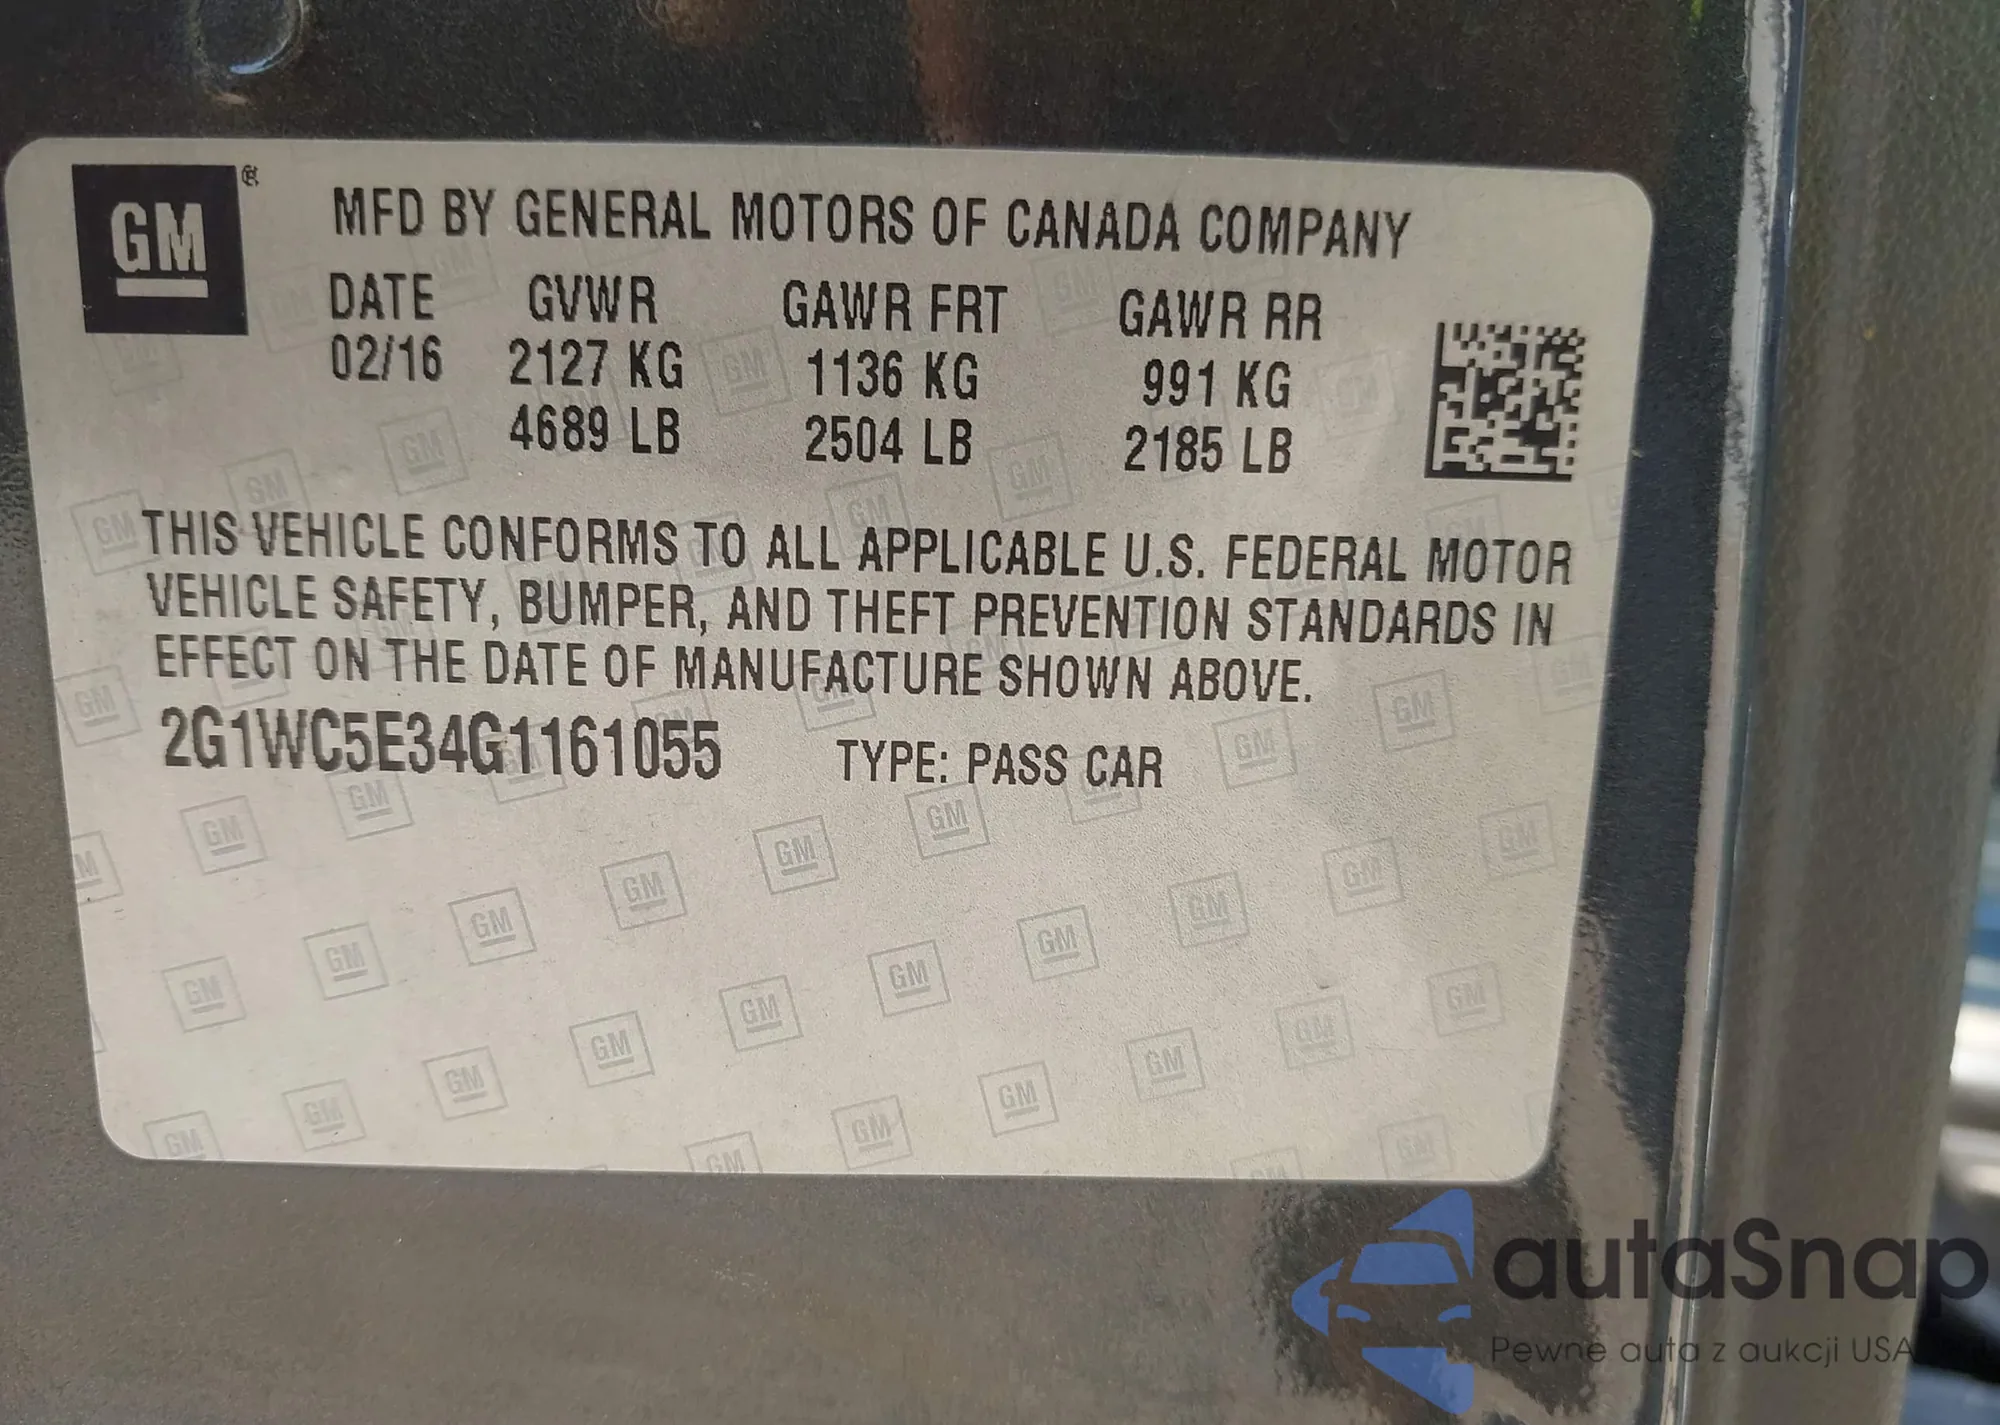 GM®
MFD BY GENERAL MOTORS OF CANADA COMPANY
DATE GVWR GAWR FRT GAWR RR
02/16 2127 KG 1136 KG 991 KG
4689 LB 2504 LB 2185 LB
THIS VEHICLE CONFORMS TO ALL APPLICABLE U.S. FEDERAL MOTOR
VEHICLE SAFETY, BUMPER, AND THEFT PREVENTION STANDARDS IN
EFFECT ON THE DATE OF MANUFACTURE SHOWN ABOVE.
2G1WC5E34G1161055 TYPE: PASS CAR
autaSnap
Pewne auta z aukcji USA